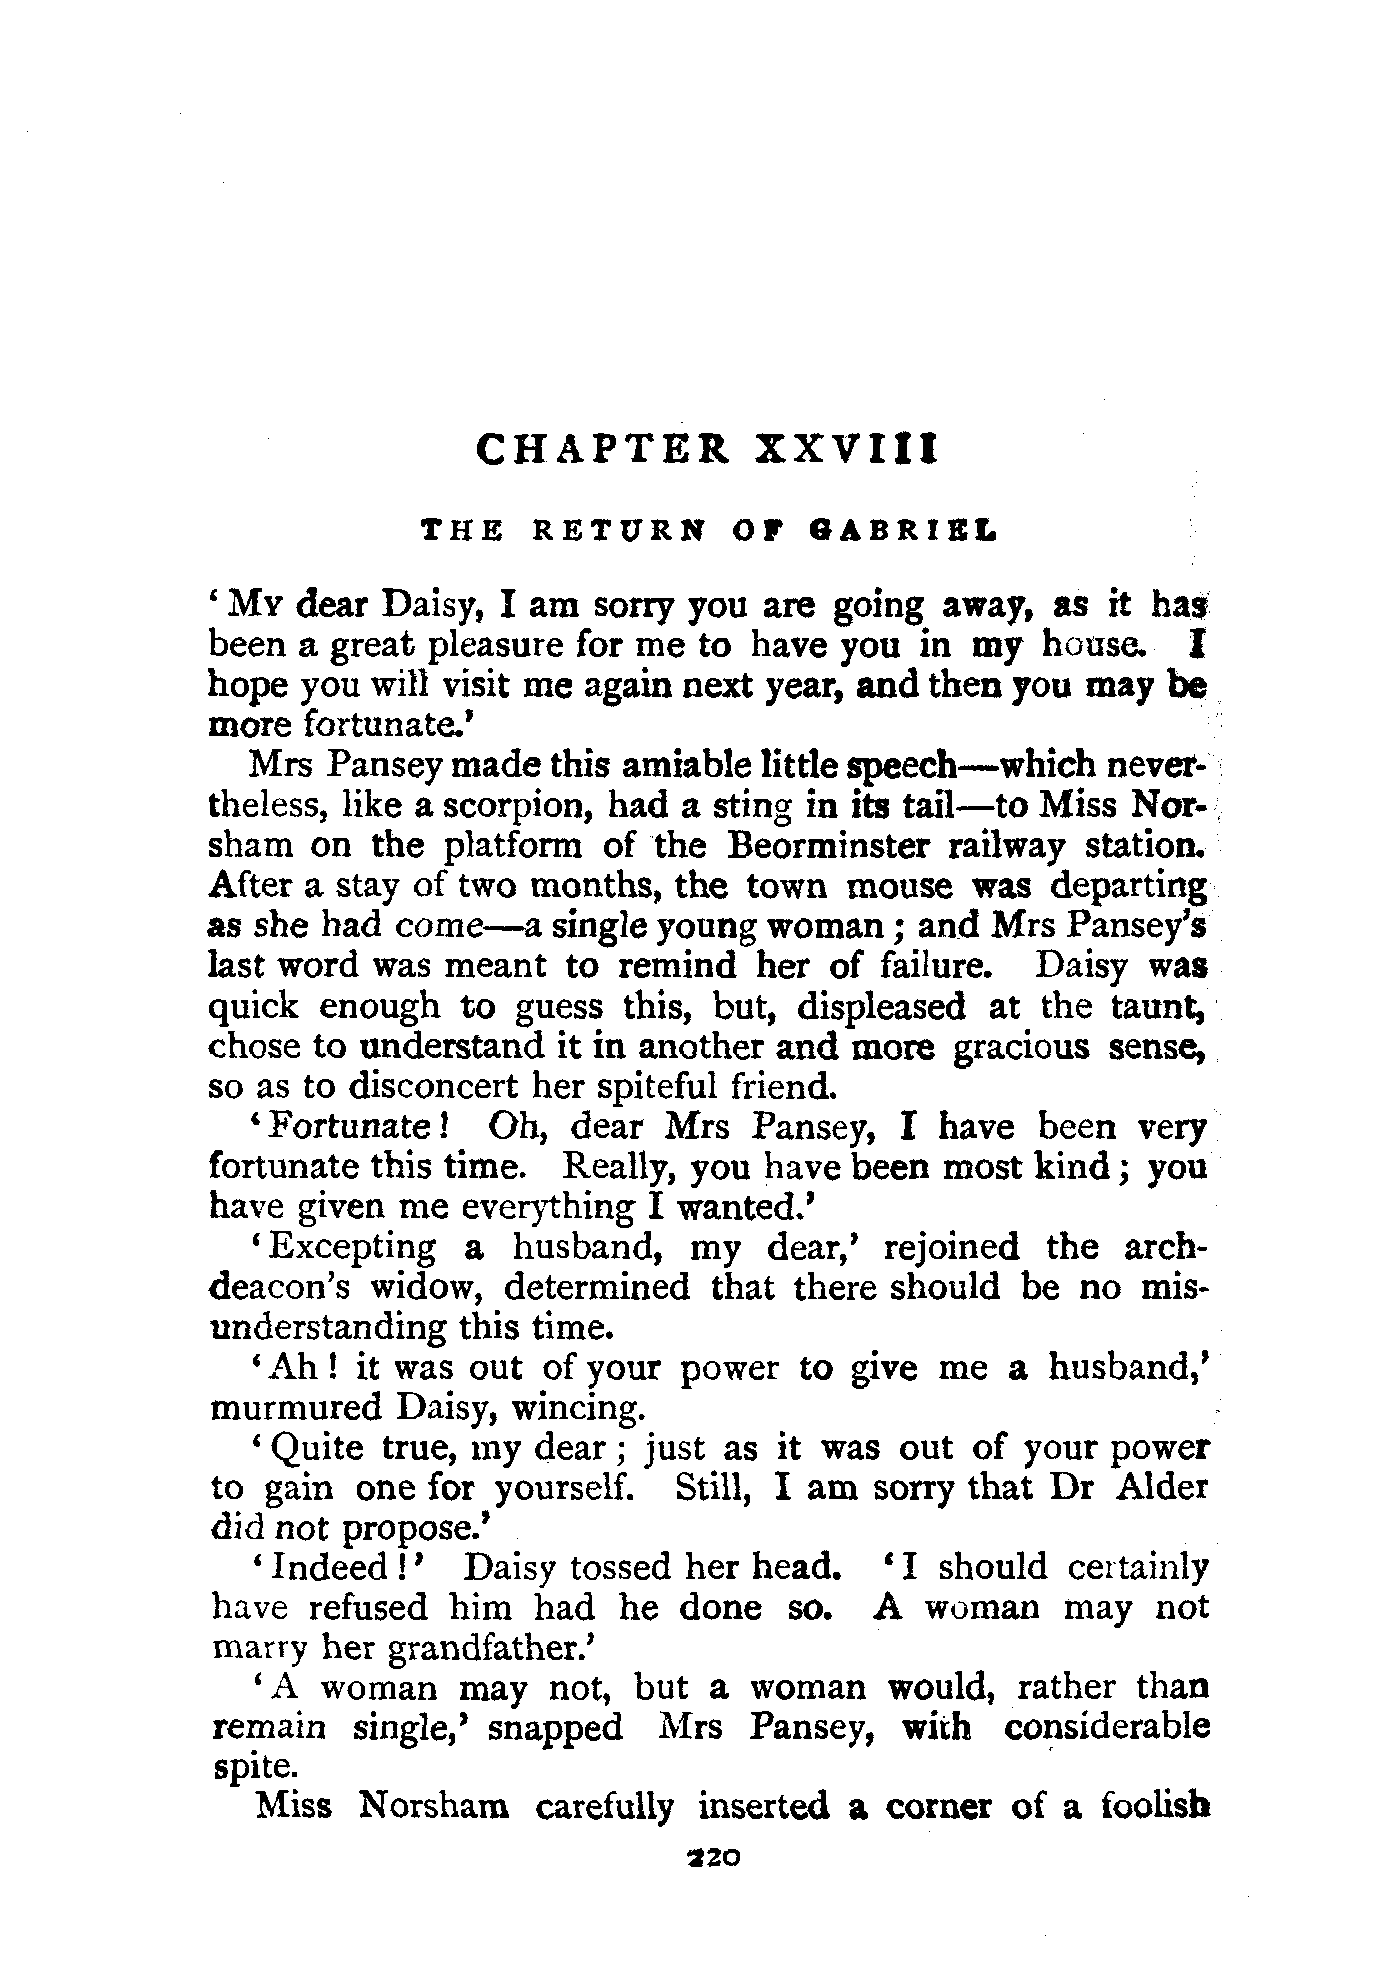 CHAPTER XXVIII
THE RETURN OF GABRIEL
‘ MY dear Daisy, I am sorry you are going away, as it has
been a great pleasure for me to have you in my house. I
hope you will visit me again next year, and then you may be
more fortunate.’
Mrs Pansey made this amiable little speech—which never-
theless, like a scorpion, had a sting in its tail—to Miss Nor-
sham on the platform of the Beorminster railway station.
After a stay of two months, the town mouse was departing
as she had come—a single young woman ; and Mrs Pansey’s
last word was meant to remind her of failure. Daisy was
quick enough to guess this, but, displeased at the taunt,
chose to understand it in another and more gracious sense,
so as to disconcert her spiteful friend.
‘ Fortunate ! Oh, dear Mrs Pansey, I have been very
fortunate this time. Really, you have been most kind ; you
have given me everything I wanted.’
‘ Excepting a husband, my dear,’ rejoined the arch-
deacon’s widow, determined that there should be no mis-
understanding this time.
‘ Ah ! it was out of your power to give me a husband,’
murmured Daisy, wincing.
‘ Quite true, my dear ; just as it was out of your power
to gain one for yourself. Still, I am sorry that Dr Alder
did not propose.’
‘ Indeed !’ Daisy tossed her head. ‘ I should certainly
have refused him had he done so. A woman may not
marry her grandfather.’
‘ A woman may not, but a woman would, rather than
remain single,’ snapped Mrs Pansey, with considerable
spite.
Miss Norsham carefully inserted a corner of a foolish
220